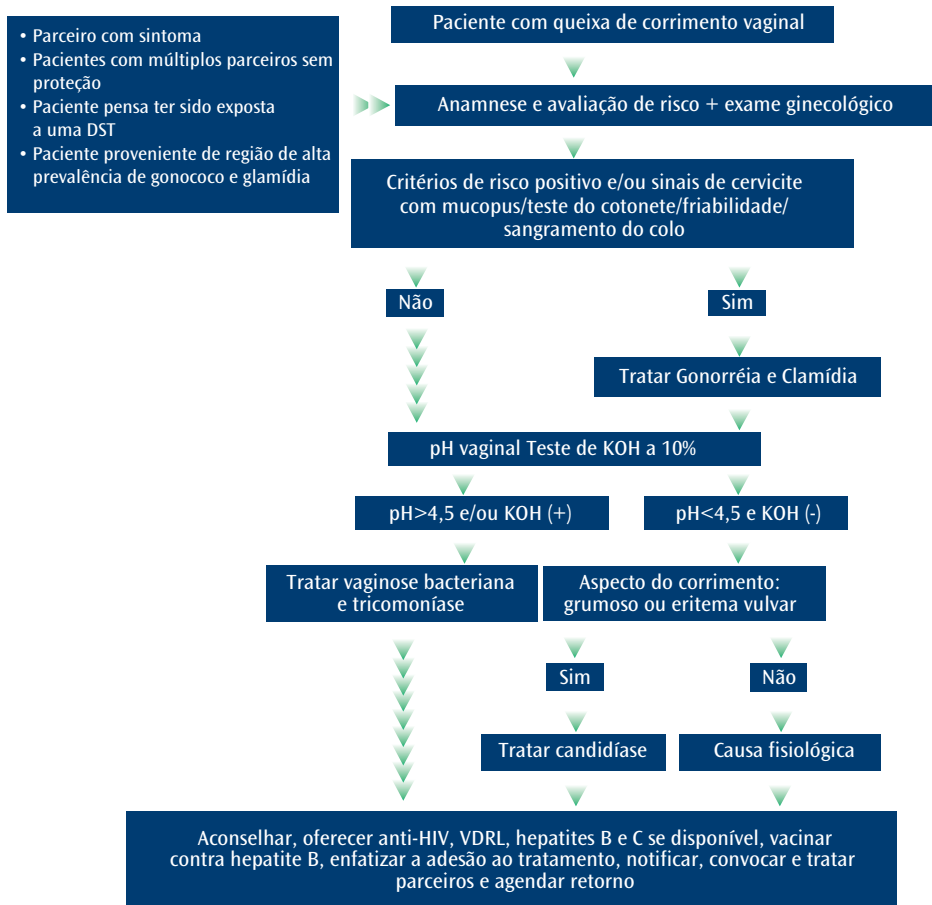 • Parceiro com sintoma
• Pacientes com múltiplos parceiros sem
proteção
• Paciente pensa ter sido exposta
a uma DST
• Paciente proveniente de região de alta
prevalência de gonococo e glamídia
Paciente com queixa de corrimento vaginal
Anamnese e avaliação de risco + exame ginecológico
Critérios de risco positivo e/ou sinais de cervicite
com mucopus/teste do cotonete/friabilidade/
sangramento do colo
Não
Sim
Tratar Gonorréia e Clamídia
pH vaginal Teste de KOH a 10%
pH>4,5 e/ou KOH (+)
pH<4,5 e KOH (-)
Tratar vaginose bacteriana
e tricomoníase
Aspecto do corrimento:
grumoso ou eritema vulvar
Sim
Não
Tratar candidíase
Causa fisiológica
Aconselhar, oferecer anti-HIV, VDRL, hepatites B e C se disponível, vacinar
contra hepatite B, enfatizar a adesão ao tratamento, notificar, convocar e tratar
parceiros e agendar retorno